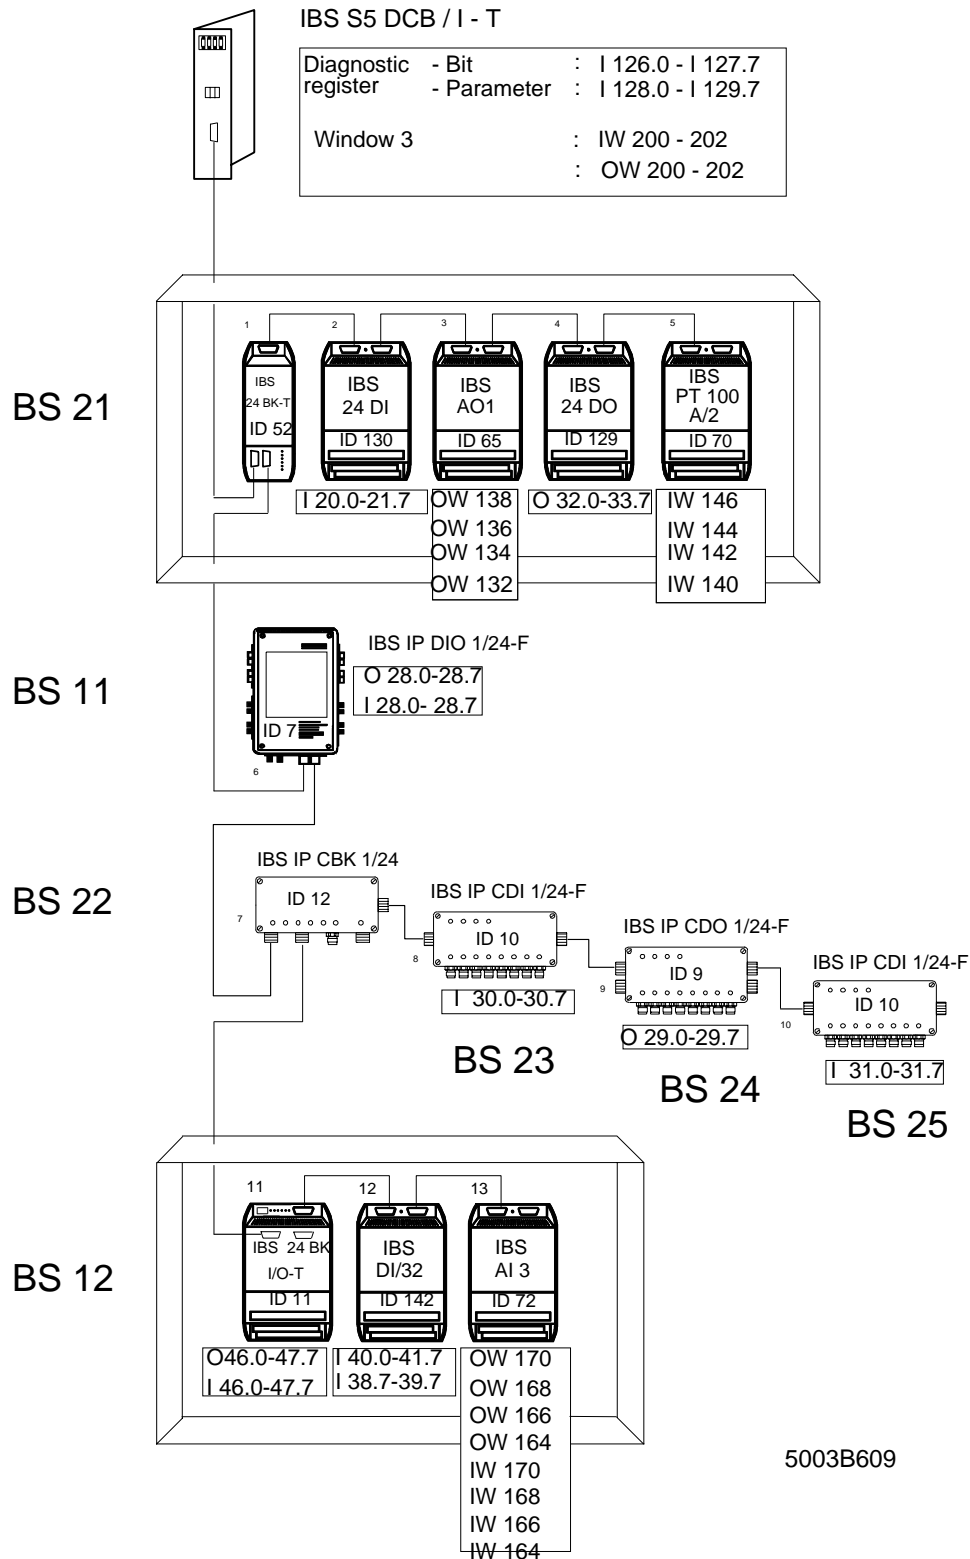 IBS S5 DCB / I - T
Diagnostic - Bit : I 126.0 - I 127.7
register - Parameter : I 128.0 - I 129.7
Window 3 : IW 200 - 202
: OW 200 - 202
BS 21
1
2
3
4
5
IBS
24 BK-T
ID 52
IBS
24 DI
ID 130
IBS
AO1
ID 65
IBS
24 DO
ID 129
IBS
PT 100
A/2
ID 70
I 20.0-21.7
OW 138
OW 136
OW 134
OW 132
O 32.0-33.7
IW 146
IW 144
IW 142
IW 140
BS 11
IBS IP DIO 1/24-F
O 28.0-28.7
I 28.0- 28.7
ID 7
6
BS 22
IBS IP CBK 1/24
ID 12
7
IBS IP CDI 1/24-F
ID 10
8
I 30.0-30.7
BS 23
IBS IP CDO 1/24-F
ID 9
9
O 29.0-29.7
BS 24
IBS IP CDI 1/24-F
ID 10
10
I 31.0-31.7
BS 25
BS 12
11
12
13
IBS 24 BK
I/O-T
ID 11
IBS
DI/32
ID 142
IBS
AI 3
ID 72
O46.0-47.7
I 46.0-47.7
I 40.0-41.7
I 38.7-39.7
OW 170
OW 168
OW 166
OW 164
IW 170
IW 168
IW 166
IW 164
5003B609